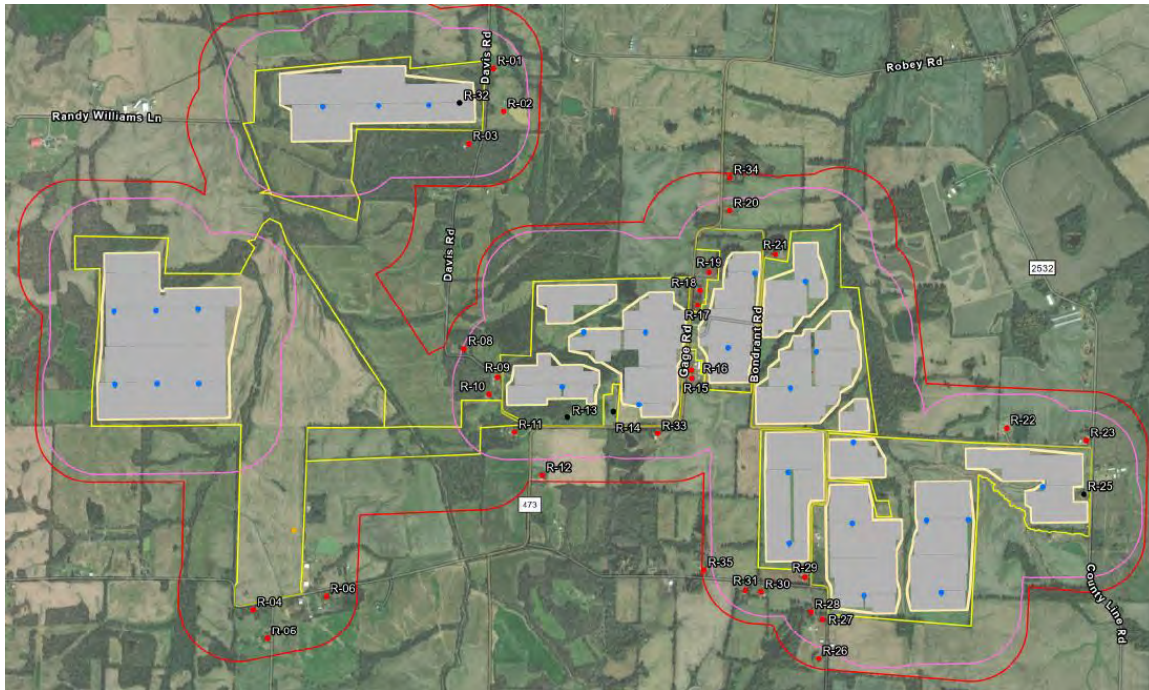 R-01
Davis Rd
Robey Rd
R-32
R-02
Randy Williams Ln
R-03
R-34
R-20
R-21
Davis Rd
R-19
2532
R-18
R-17
R-08
Gage Rd
Bondrant Rd
R-09
R-16
R-10
R-15
R-13
R-14
R-11
R-33
R-22
R-23
R-12
R-25
473
R-35
R-29
R-31
R-30
County Line Rd
R-06
R-04
R-28
R-27
R-05
R-26